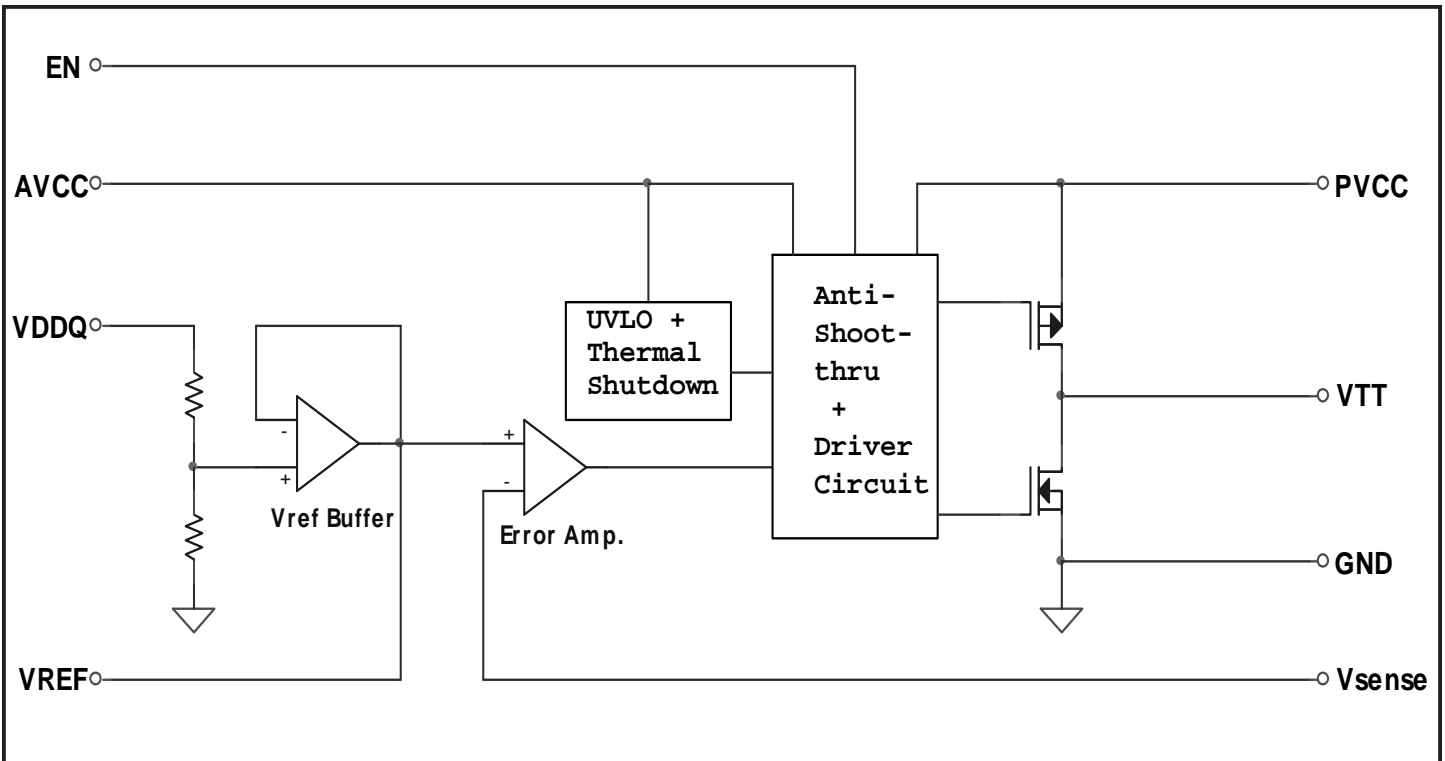 EN
AVCC
PVCC
VDDQ
UVLO +
Thermal
Shutdown
Anti-
Shoot-
thru
+
Driver
Circuit
VTT
-
+
Vref Buffer
+
-
Error Amp.
GND
VREF
Vsense